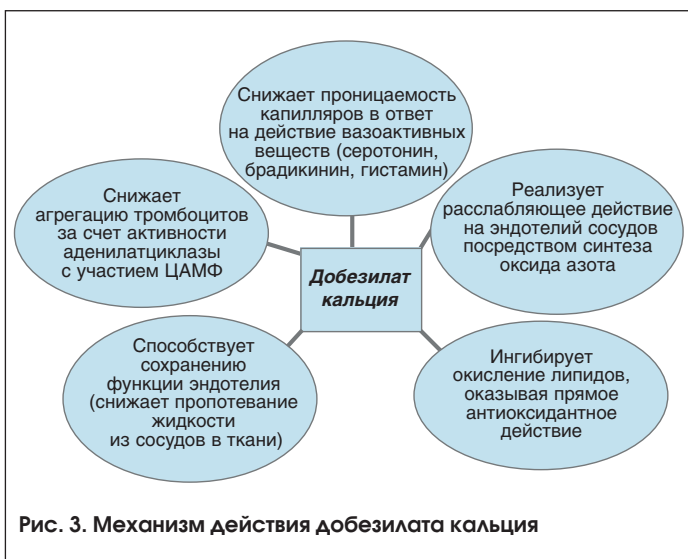 Снижает проницаемость
капилляров в ответ
на действие вазоактивных
веществ (серотонин,
брадикинин, гистамин)
Снижает
агрегацию тромбоцитов
за счет активности
аденилатциклазы
с участием ЦАМФ
Реализует
расслабляющее действие
на эндотелий сосудов
посредством синтеза
оксида азота
Добезилат
кальция
Способствует
сохранению
функции эндотелия
(снижает пропотевание
жидкости
из сосудов в ткани)
Ингибирует
окисление липидов,
оказывая прямое
антиоксидантное
действие
Рис. 3. Механизм действия добезилата кальция